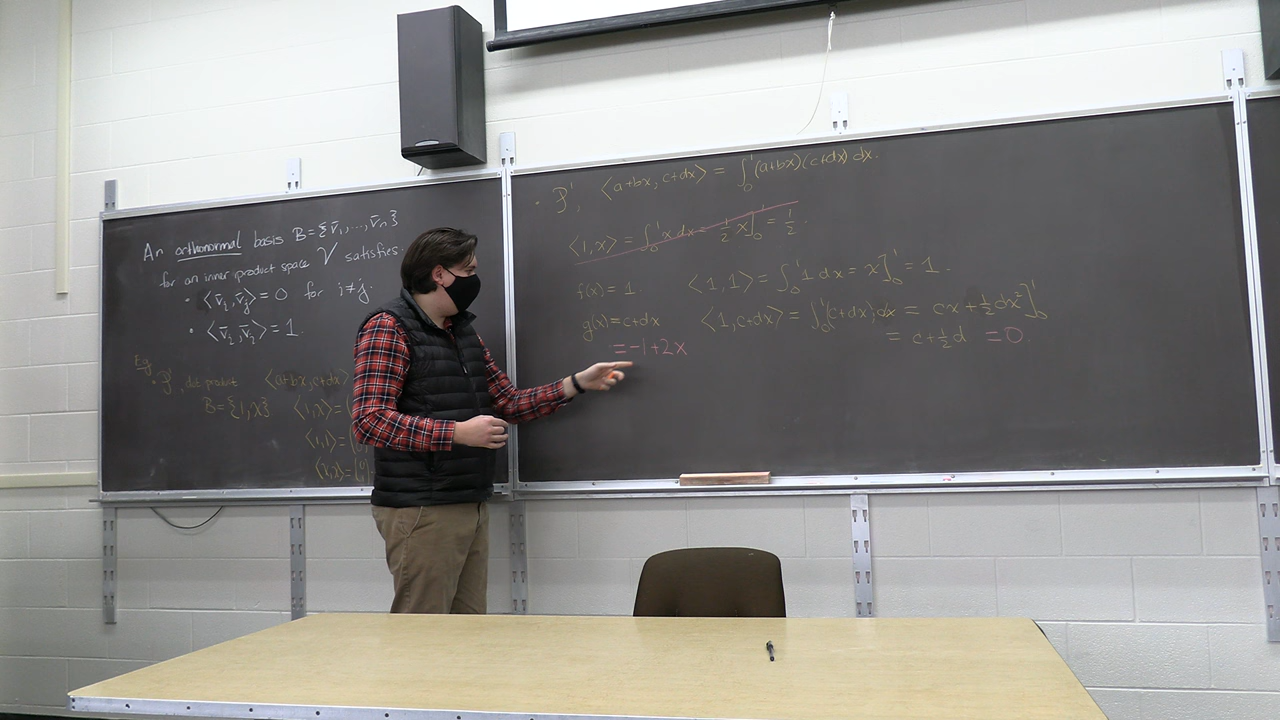 An orthonormal basis B={v̄₁,...,v̄ₙ}
for an inner product space V satisfies:
• ⟨v̄ᵢ,v̄ⱼ⟩=0 for i≠j.
• ⟨v̄ᵢ,v̄ᵢ⟩=1.
Eg.
• P¹, dot product ⟨a+bx,c+dx⟩
B={1,x} ⟨1,x⟩=(
⟨1,1⟩=(
⟨x,x⟩=(
• P¹, ⟨a+bx,c+dx⟩ = ∫₀¹(a+bx)(c+dx)dx.
⟨1,x⟩ = ∫₀¹ x dx = ½ x]₀¹ = ½.
f(x)=1. ⟨1,1⟩ = ∫₀¹ 1 dx = x]₀¹ = 1.
g(x)=c+dx ⟨1,c+dx⟩ = ∫₀¹(c+dx)dx = cx+½dx²]₀¹
=-1+2x = c+½d =0.